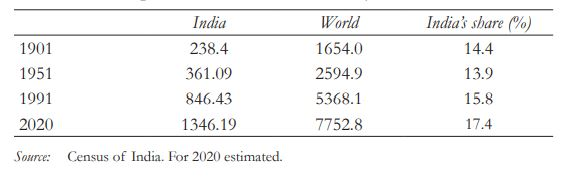 India World India's share (%)
1901 238.4 1654.0 14.4
1951 361.09 2594.9 13.9
1991 846.43 5368.1 15.8
2020 1346.19 7752.8 17.4
Source: Census of India. For 2020 estimated.